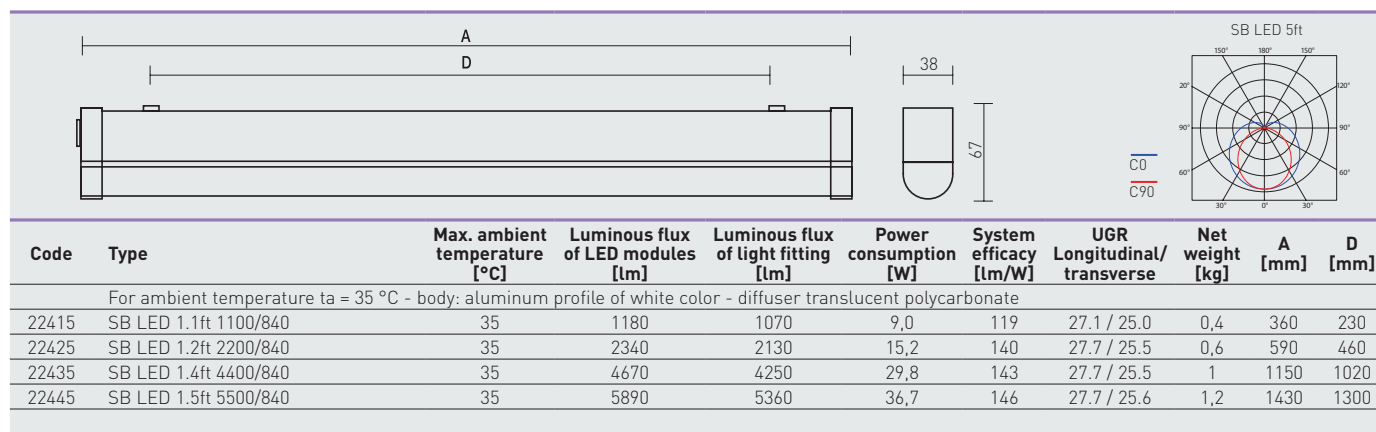 A
D
38
67
SB LED 5ft
150° 180° 150°
20° 120°
90° 90°
60° 60°
30° 0° 30°
C0
C90
Code Type Max. ambient temperature [°C] Luminous flux of LED modules [lm] Luminous flux of light fitting [lm] Power consumption [W] System efficacy [lm/W] UGR Longitudinal/ transverse Net weight [kg] A [mm] D [mm]
For ambient temperature ta = 35 °C - body: aluminum profile of white color - diffuser translucent polycarbonate
22415 SB LED 1.1ft 1100/840 35 1180 1070 9,0 119 27.1 / 25.0 0,4 360 230
22425 SB LED 1.2ft 2200/840 35 2340 2130 15,2 140 27.7 / 25.5 0,6 590 460
22435 SB LED 1.4ft 4400/840 35 4670 4250 29,8 143 27.7 / 25.5 1 1150 1020
22445 SB LED 1.5ft 5500/840 35 5890 5360 36,7 146 27.7 / 25.6 1,2 1430 1300